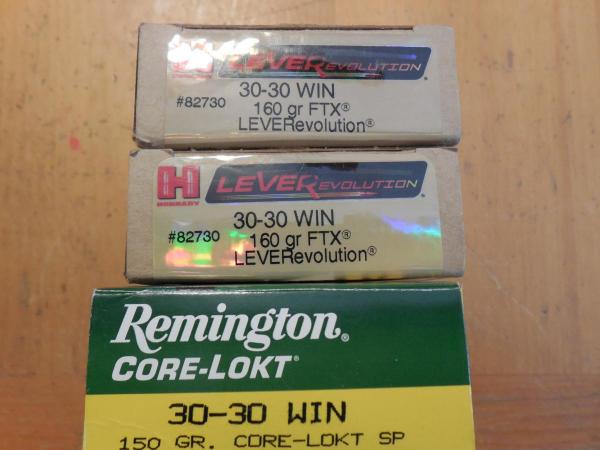 LEVEREVOLUTION®
30-30 WIN
#82730
160 gr FTX®
LEVERevolution®
H
HORNADY
LEVEREVOLUTION®
30-30 WIN
#82730
160 gr FTX®
LEVERevolution®
Remington®
CORE-LOKT®
30-30 WIN
150 GR. CORE-LOKT SP